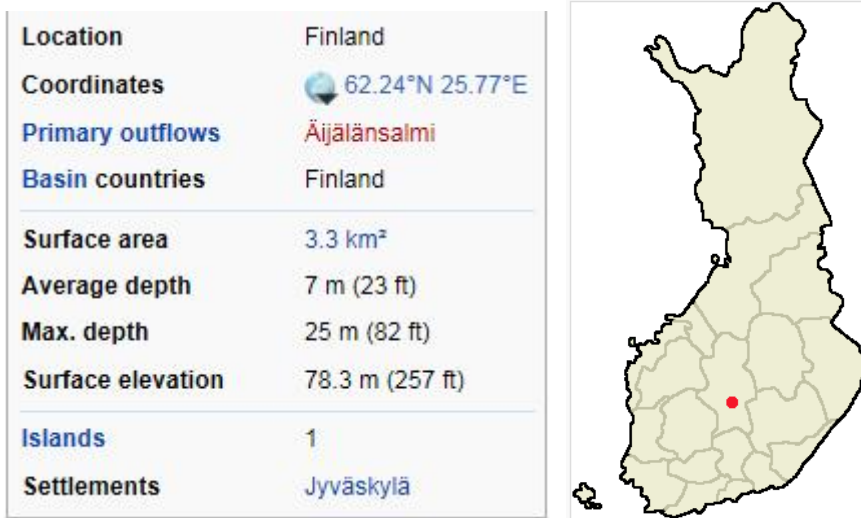 Location Finland
Coordinates 62.24°N 25.77°E
Primary outflows Äijälänsalmi
Basin countries Finland
Surface area 3.3 km²
Average depth 7 m (23 ft)
Max. depth 25 m (82 ft)
Surface elevation 78.3 m (257 ft)
Islands 1
Settlements Jyväskylä